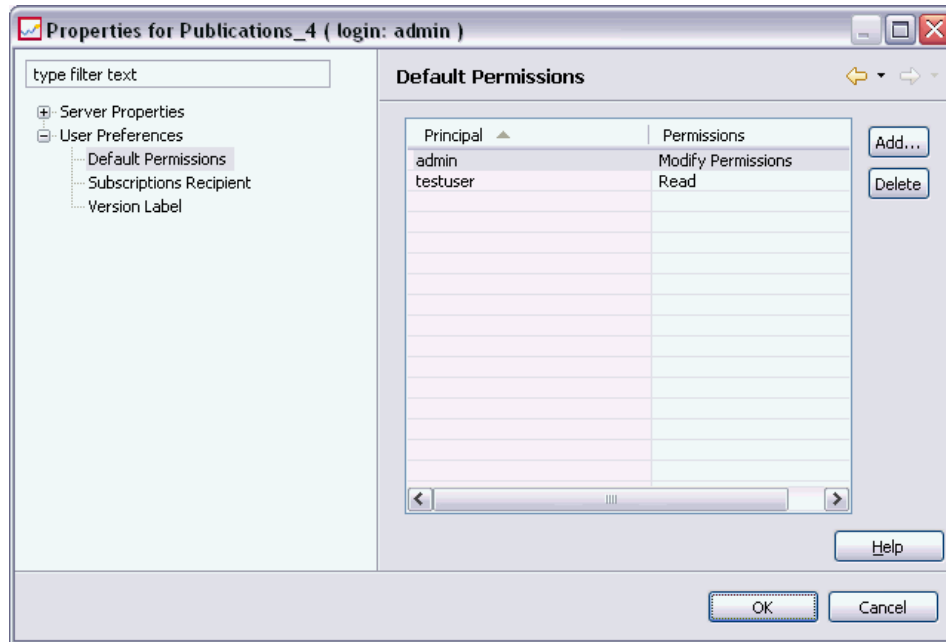 Properties for Publications_4 ( login: admin )
type filter text
Server Properties
User Preferences
Default Permissions
Subscriptions Recipient
Version Label
Default Permissions
Principal Permissions
admin Modify Permissions
testuser Read
Add...
Delete
Help
OK Cancel